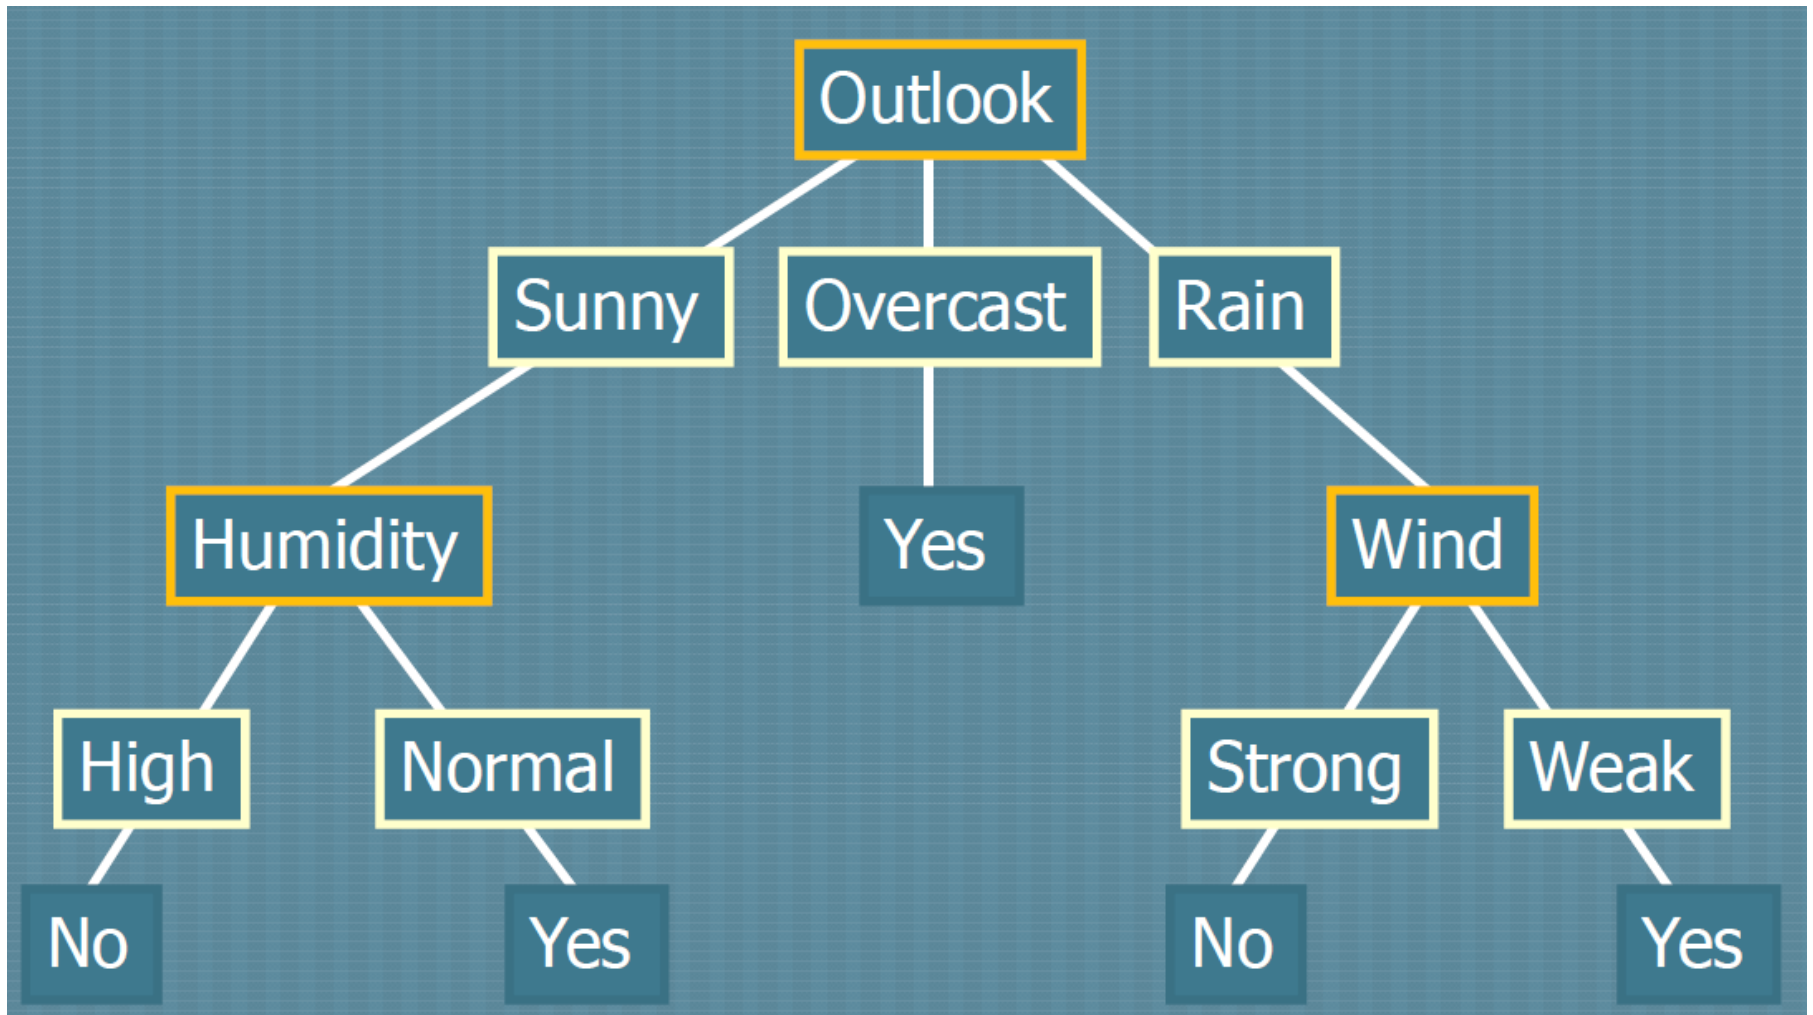 Outlook
Sunny Overcast Rain
Humidity Yes Wind
High Normal Strong Weak
No Yes No Yes